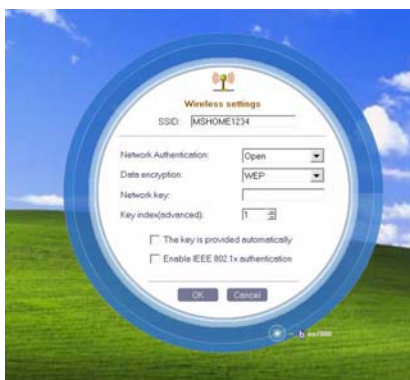 Wireless settings
SSID: MSHOME1234
Network Authentication: Open
Data encryption: WEP
Network key:
Key index(advanced): 1
The key is provided automatically
Enable IEEE 802.1x authentication
OK Cancel